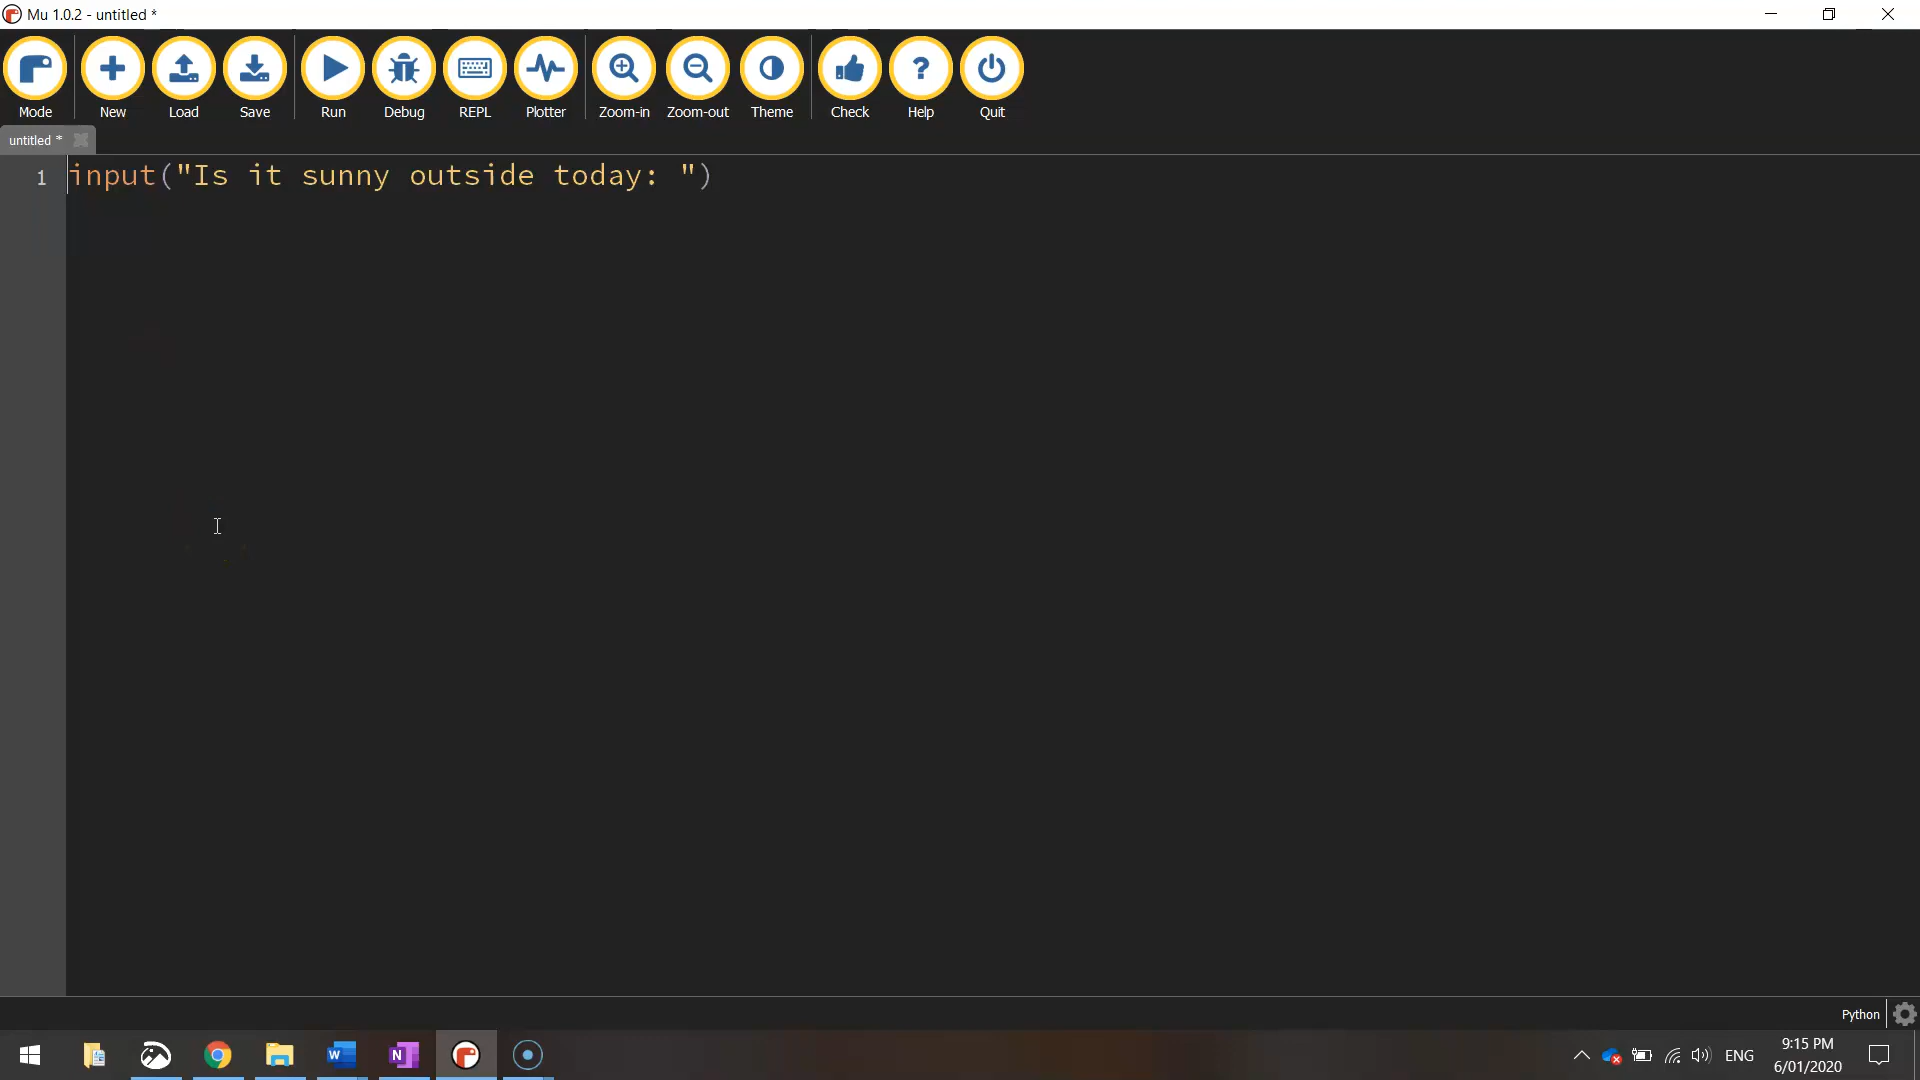 Mu 1.0.2 - untitled *
Mode New Load Save Run Debug REPL Plotter Zoom-in Zoom-out Theme Check Help Quit
untitled *
1 input("Is it sunny outside today: ")
Python
ENG
9:15 PM
6/01/2020